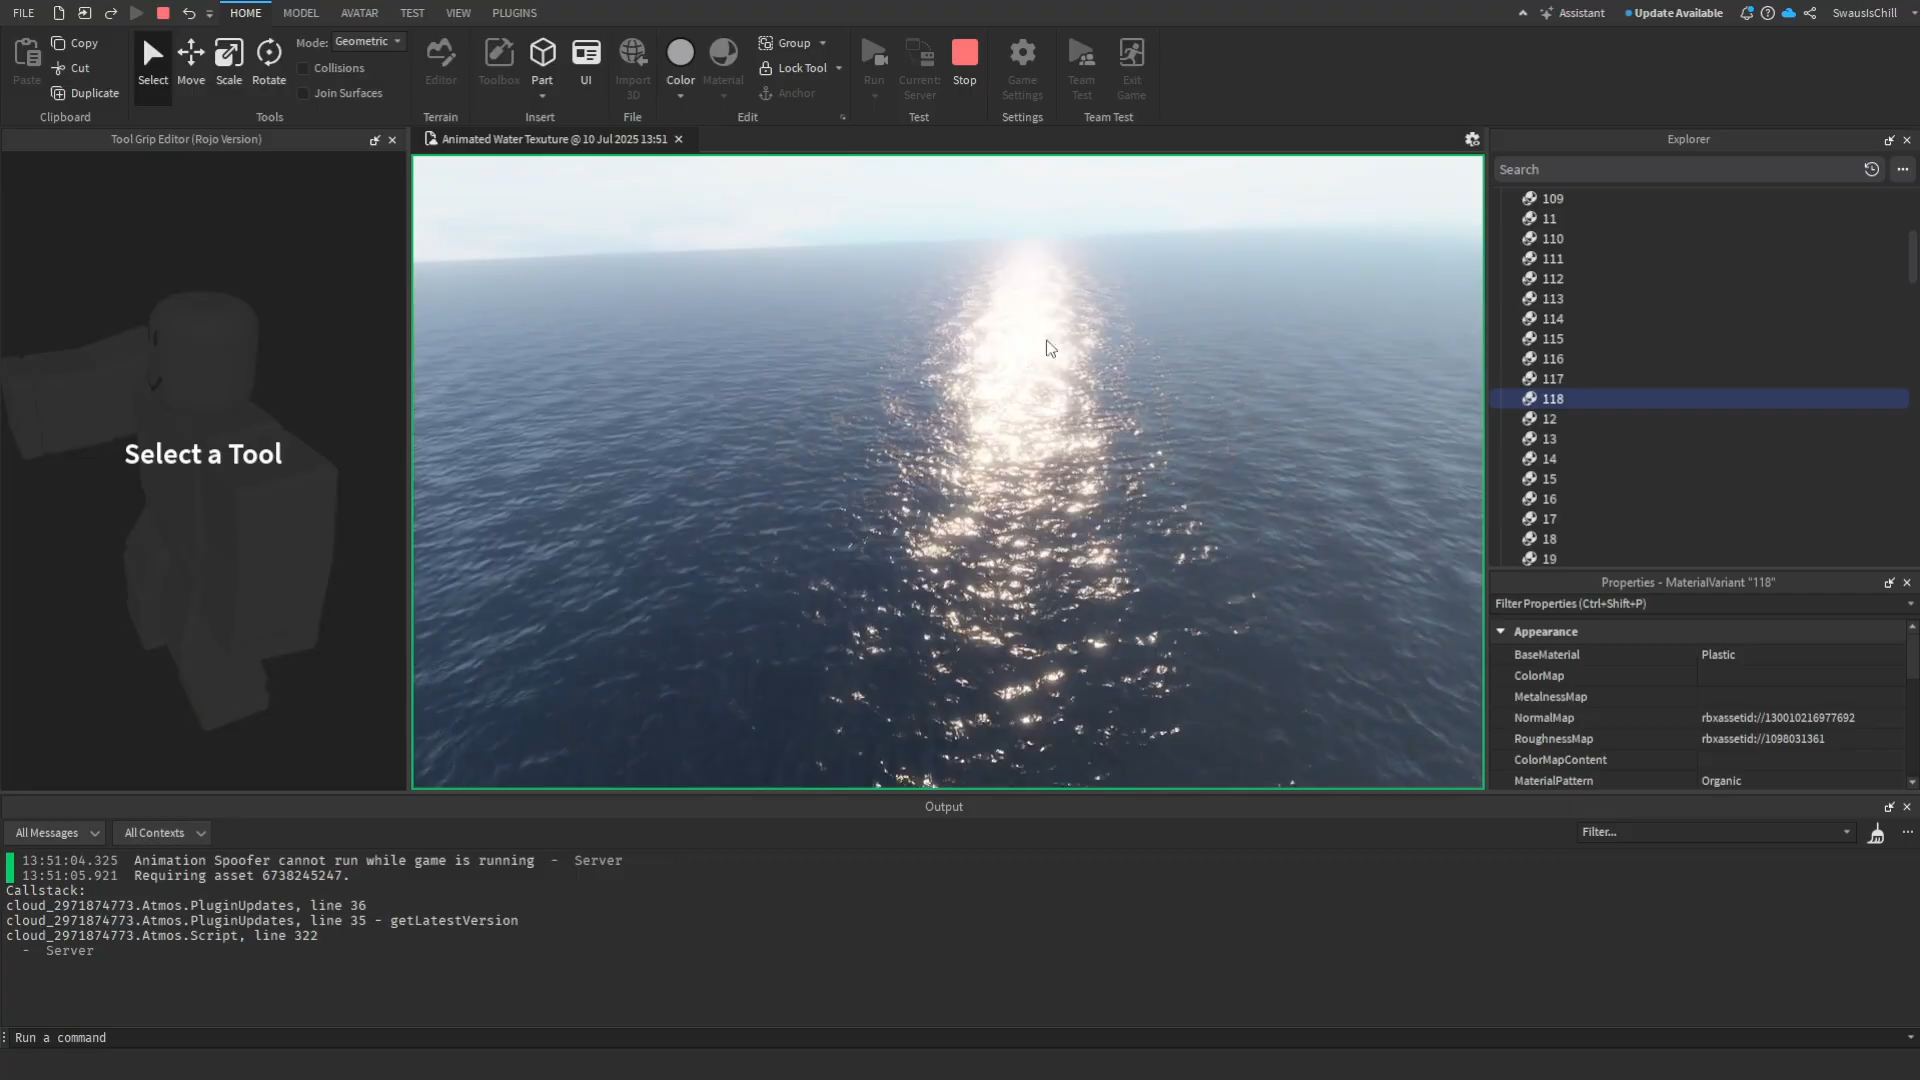 FILE HOME MODEL AVATAR TEST VIEW PLUGINS Assistant Update Available SwausIsChill
Paste Copy Cut Duplicate Clipboard
Select Move Scale Rotate Mode: Geometric Collisions Join Surfaces Tools
Editor Terrain
Toolbox Part UI Insert
Import 3D File
Color Material Group Lock Tool Anchor Edit
Run Current: Server Stop Test
Game Settings Settings
Team Test Exit Game Team Test
Tool Grip Editor (Rojo Version)
Select a Tool
Animated Water Texuture @ 10 Jul 2025 13:51
Explorer
Search
109
11
110
111
112
113
114
115
116
117
118
12
13
14
15
16
17
18
19
Properties - MaterialVariant "118"
Filter Properties (Ctrl+Shift+P)
Appearance
BaseMaterial Plastic
ColorMap
MetalnessMap
NormalMap rbxassetid://130010216977692
RoughnessMap rbxassetid://1098031361
ColorMapContent
MaterialPattern Organic
Output
All Messages All Contexts Filter...
13:51:04.325 Animation Spoofer cannot run while game is running - Server
13:51:05.921 Requiring asset 6738245247.
Callstack:
cloud_2971874773.Atmos.PluginUpdates, line 36
cloud_2971874773.Atmos.PluginUpdates, line 35 - getLatestVersion
cloud_2971874773.Atmos.Script, line 322
- Server
Run a command